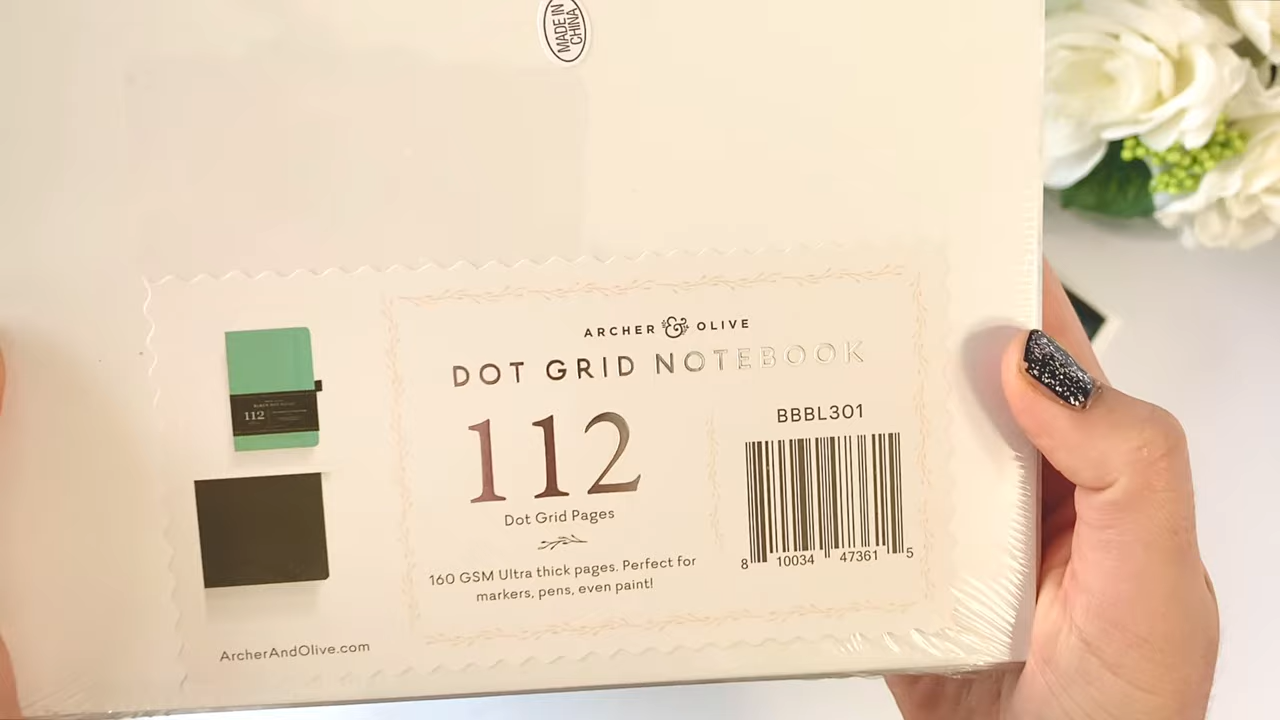 MADE IN
CHINA
ARCHER & OLIVE
DOT GRID NOTEBOOK
112
Dot Grid Pages
160 GSM Ultra thick pages. Perfect for
markers, pens, even paint!
BBBL301
8 10034 47361 5
112
ArcherAndOlive.com